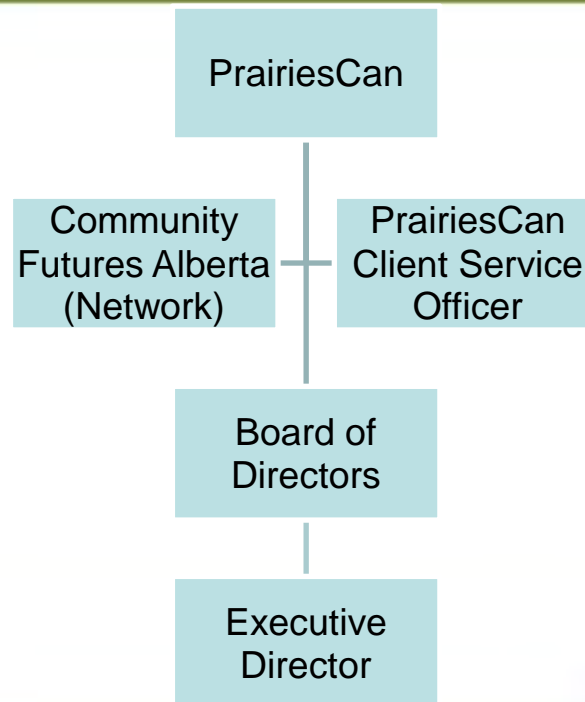 PrairiesCan
Community
Futures Alberta
(Network)
PrairiesCan
Client Service
Officer
Board of
Directors
Executive
Director